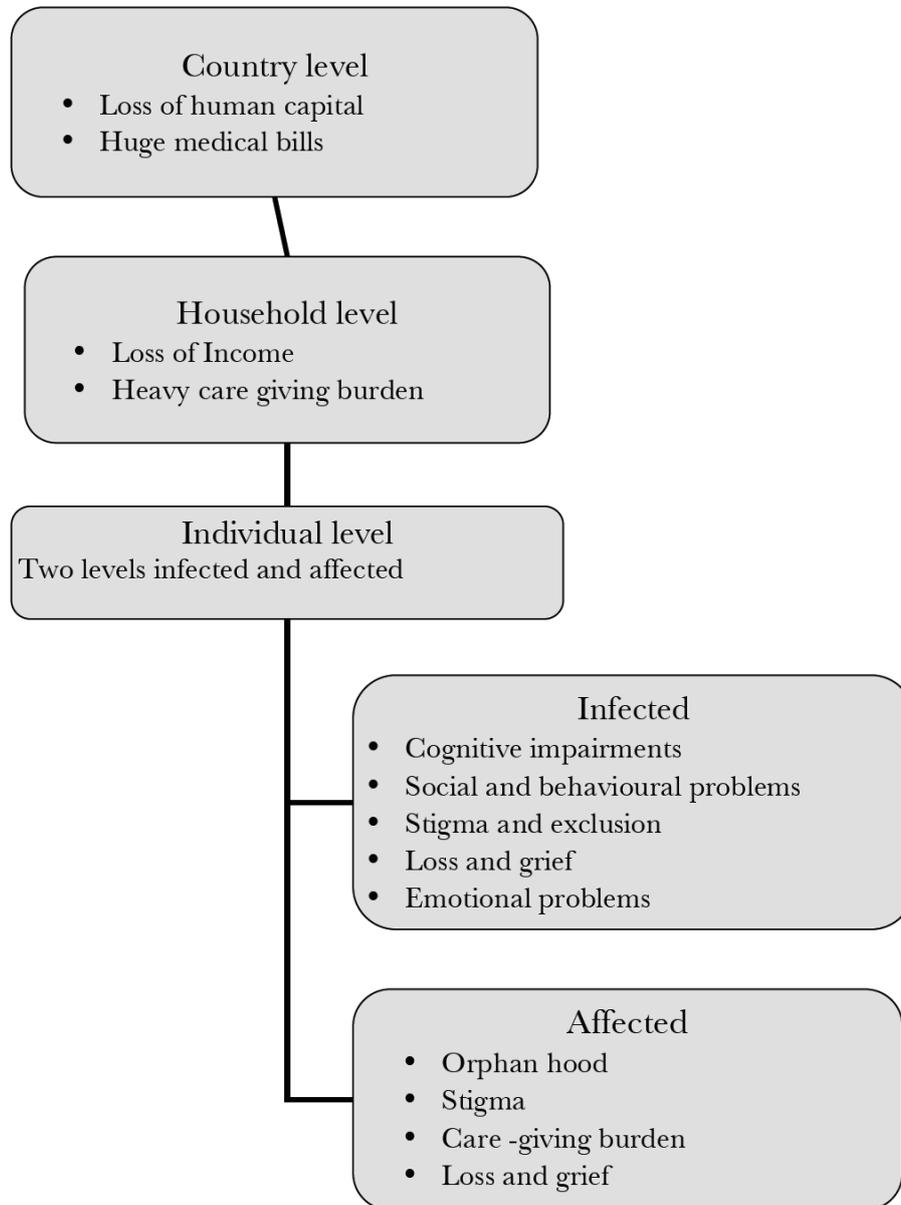 Country level
• Loss of human capital
• Huge medical bills
Household level
• Loss of Income
• Heavy care giving burden
Individual level
Two levels infected and affected
Infected
• Cognitive impairments
• Social and behavioural problems
• Stigma and exclusion
• Loss and grief
• Emotional problems
Affected
• Orphan hood
• Stigma
• Care -giving burden
• Loss and grief